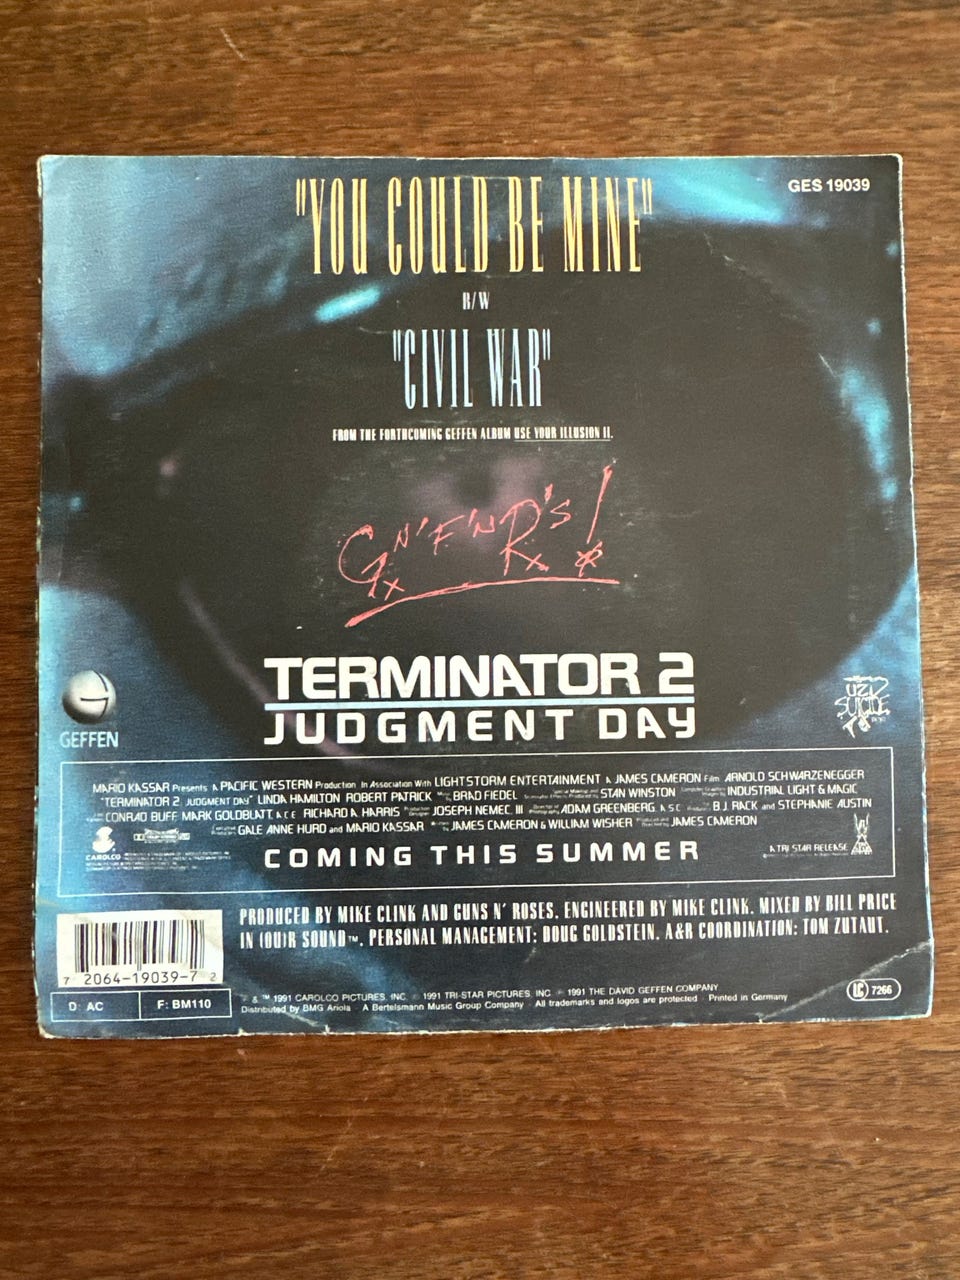 "YOU COULD BE MINE"
GES 19039
B/W
"CIVIL WAR"
FROM THE FORTHCOMING GEFFEN ALBUM USE YOUR ILLUSION II.
GN'F'NR'S!
TERMINATOR 2
JUDGMENT DAY
GEFFEN
UZI
SUICIDE
MARIO KASSAR Presents A PACIFIC WESTERN Production In Association With LIGHTSTORM ENTERTAINMENT A JAMES CAMERON Film ARNOLD SCHWARZENEGGER
"TERMINATOR 2 JUDGMENT DAY" LINDA HAMILTON ROBERT PATRICK BRAD FIEDEL STAN WINSTON INDUSTRIAL LIGHT & MAGIC
CONRAD BUFF MARK GOLDBLATT, A.C.E. RICHARD A. HARRIS JOSEPH NEMEC III ADAM GREENBERG, A.S.C. B.J. RACK and STEPHANIE AUSTIN
GALE ANNE HURD and MARIO KASSAR JAMES CAMERON & WILLIAM WISHER JAMES CAMERON
CAROLCO
COMING THIS SUMMER
A TRI STAR RELEASE
PRODUCED BY MIKE CLINK AND GUNS N' ROSES. ENGINEERED BY MIKE CLINK. MIXED BY BILL PRICE
IN (OU)R SOUND™. PERSONAL MANAGEMENT: DOUG GOLDSTEIN. A&R COORDINATION: TOM ZUTAUT.
7 2064-19039-7 2
D: AC
F: BM110
& ™ 1991 CAROLCO PICTURES, INC. 1991 TRI-STAR PICTURES, INC 1991 THE DAVID GEFFEN COMPANY
Distributed by BMG Ariola · A Bertelsmann Music Group Company · All trademarks and logos are protected · Printed in Germany
LC 7266